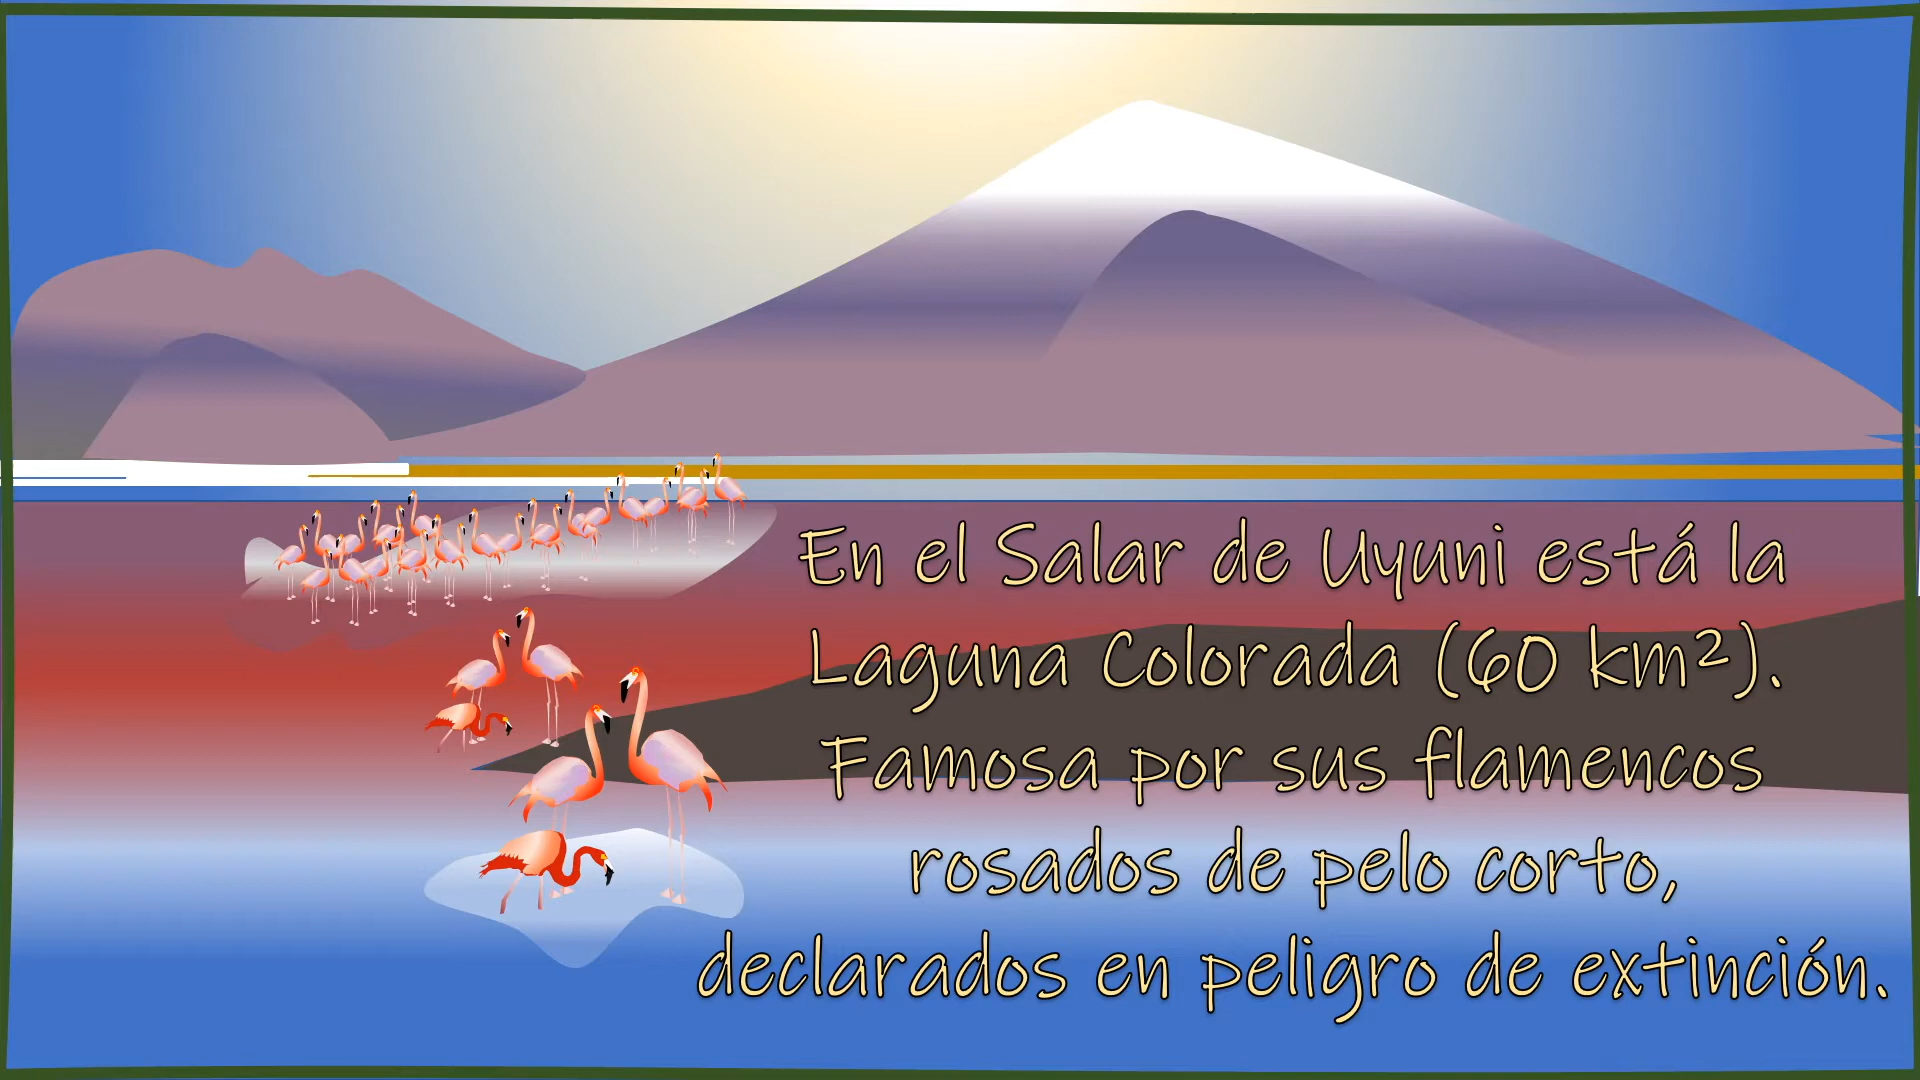 En el Salar de Uyuni está la
Laguna Colorada (60 km²).
Famosa por sus flamencos
rosados de pelo corto,
declarados en peligro de extinción.